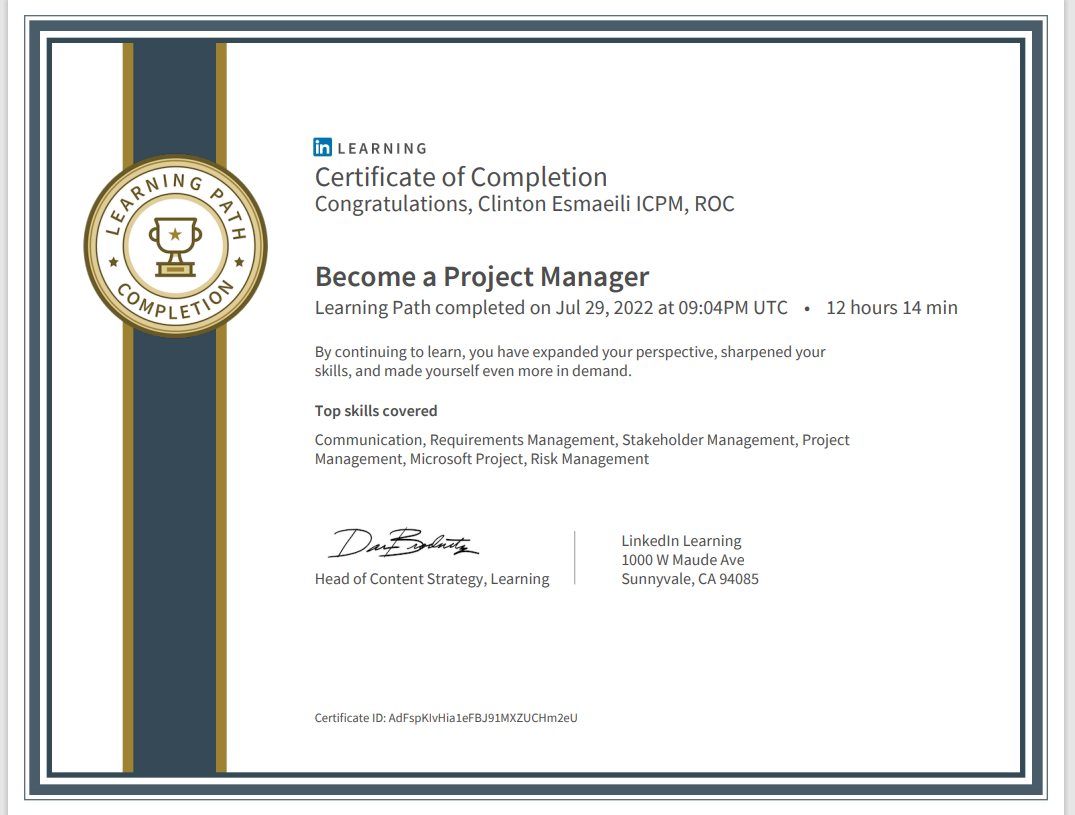 LEARNING PATH
COMPLETION
in LEARNING
Certificate of Completion
Congratulations, Clinton Esmaeili ICPM, ROC
Become a Project Manager
Learning Path completed on Jul 29, 2022 at 09:04PM UTC • 12 hours 14 min
By continuing to learn, you have expanded your perspective, sharpened your
skills, and made yourself even more in demand.
Top skills covered
Communication, Requirements Management, Stakeholder Management, Project
Management, Microsoft Project, Risk Management
Head of Content Strategy, Learning
LinkedIn Learning
1000 W Maude Ave
Sunnyvale, CA 94085
Certificate ID: AdFspKIvHia1eFBJ91MXZUCHm2eU